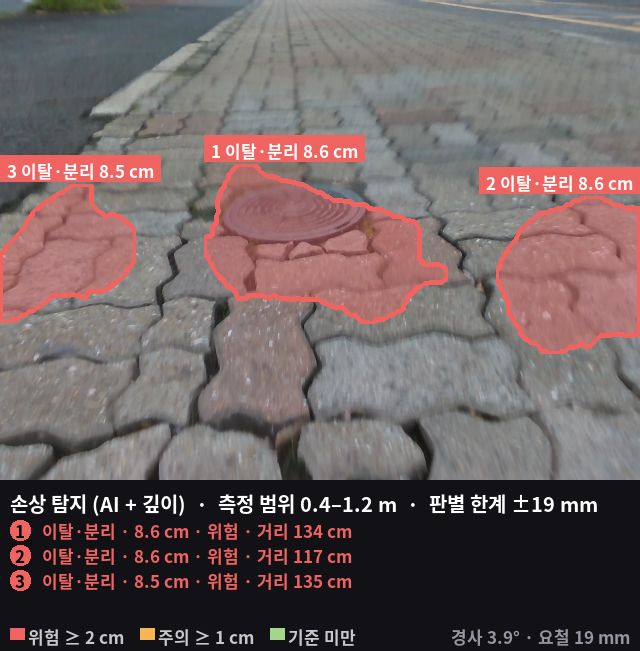 1 이탈·분리 8.6 cm
3 이탈·분리 8.5 cm
2 이탈·분리 8.6 cm
손상 탐지 (AI + 깊이) · 측정 범위 0.4–1.2 m · 판별 한계 ±19 mm
1 이탈·분리 · 8.6 cm · 위험 · 거리 134 cm
2 이탈·분리 · 8.6 cm · 위험 · 거리 117 cm
3 이탈·분리 · 8.5 cm · 위험 · 거리 135 cm
위험 ≥ 2 cm 주의 ≥ 1 cm 기준 미만 경사 3.9° · 요철 19 mm